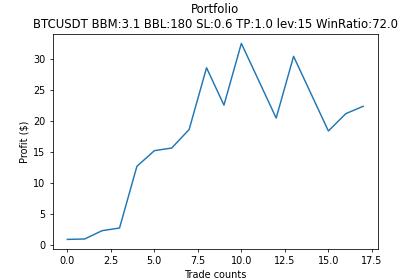 Portfolio
BTCUSDT BBM:3.1 BBL:180 SL:0.6 TP:1.0 lev:15 WinRatio:72.0
30
25
20
15
10
5
0
Profit ($)
0.0 2.5 5.0 7.5 10.0 12.5 15.0 17.5
Trade counts